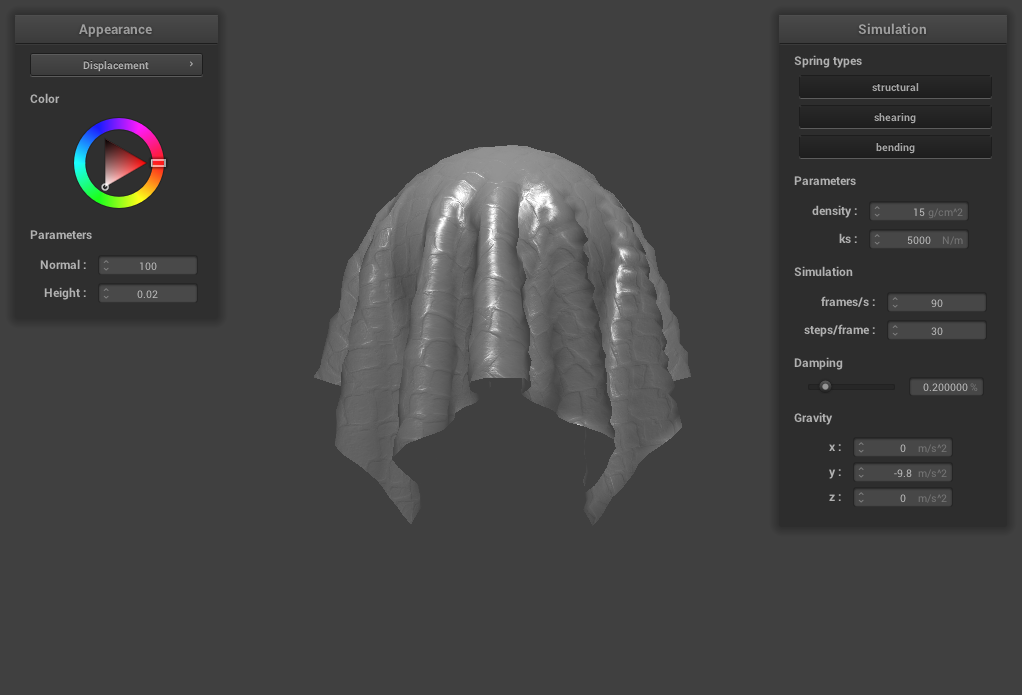 Appearance
Displacement ›
Color
Parameters
Normal : 100
Height : 0.02
Simulation
Spring types
structural
shearing
bending
Parameters
density : 15 g/cm^2
ks : 5000 N/m
Simulation
frames/s : 90
steps/frame : 30
Damping
0.200000 %
Gravity
x : 0 m/s^2
y : -9.8 m/s^2
z : 0 m/s^2